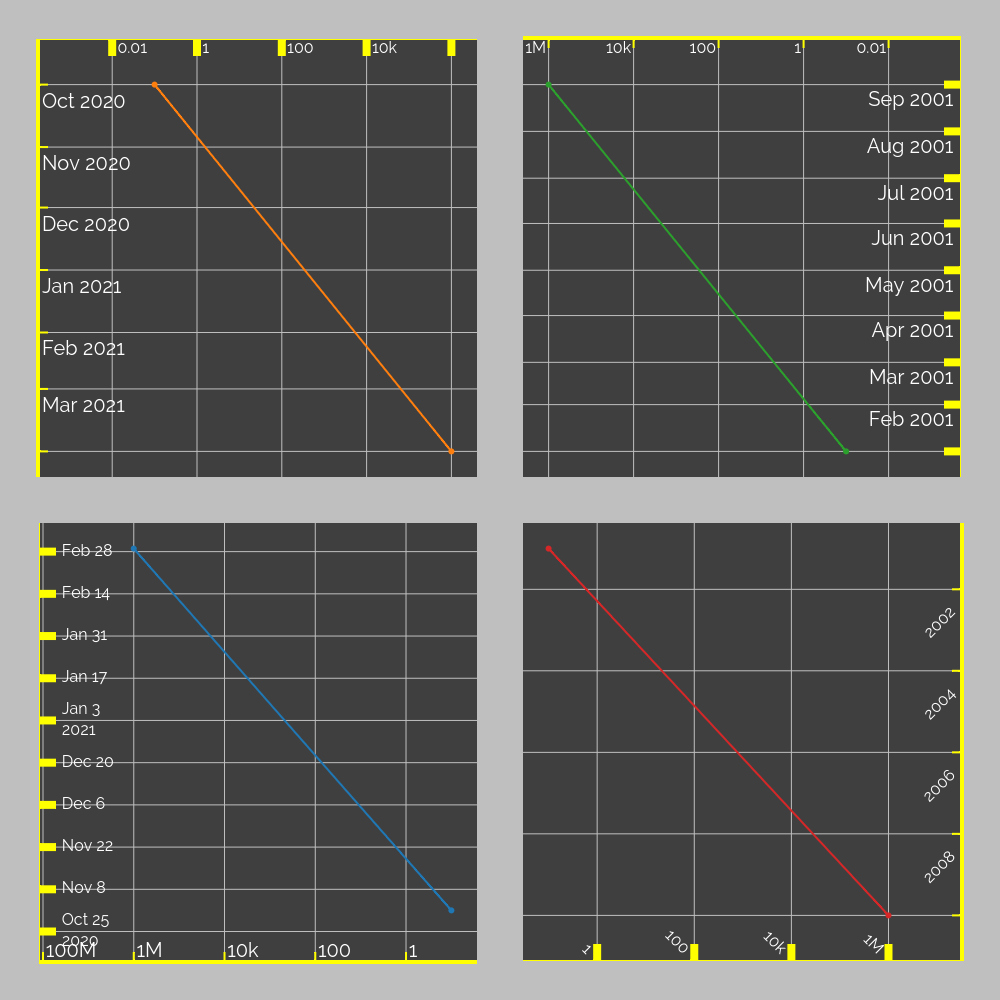 0.01 1 100 10k
Oct 2020
Nov 2020
Dec 2020
Jan 2021
Feb 2021
Mar 2021
1M 10k 100 1 0.01
Sep 2001
Aug 2001
Jul 2001
Jun 2001
May 2001
Apr 2001
Mar 2001
Feb 2001
Feb 28
Feb 14
Jan 31
Jan 17
Jan 3
2021
Dec 20
Dec 6
Nov 22
Nov 8
Oct 25
2020
100M 1M 10k 100 1
2002
2004
2006
2008
1 100 10k 1M